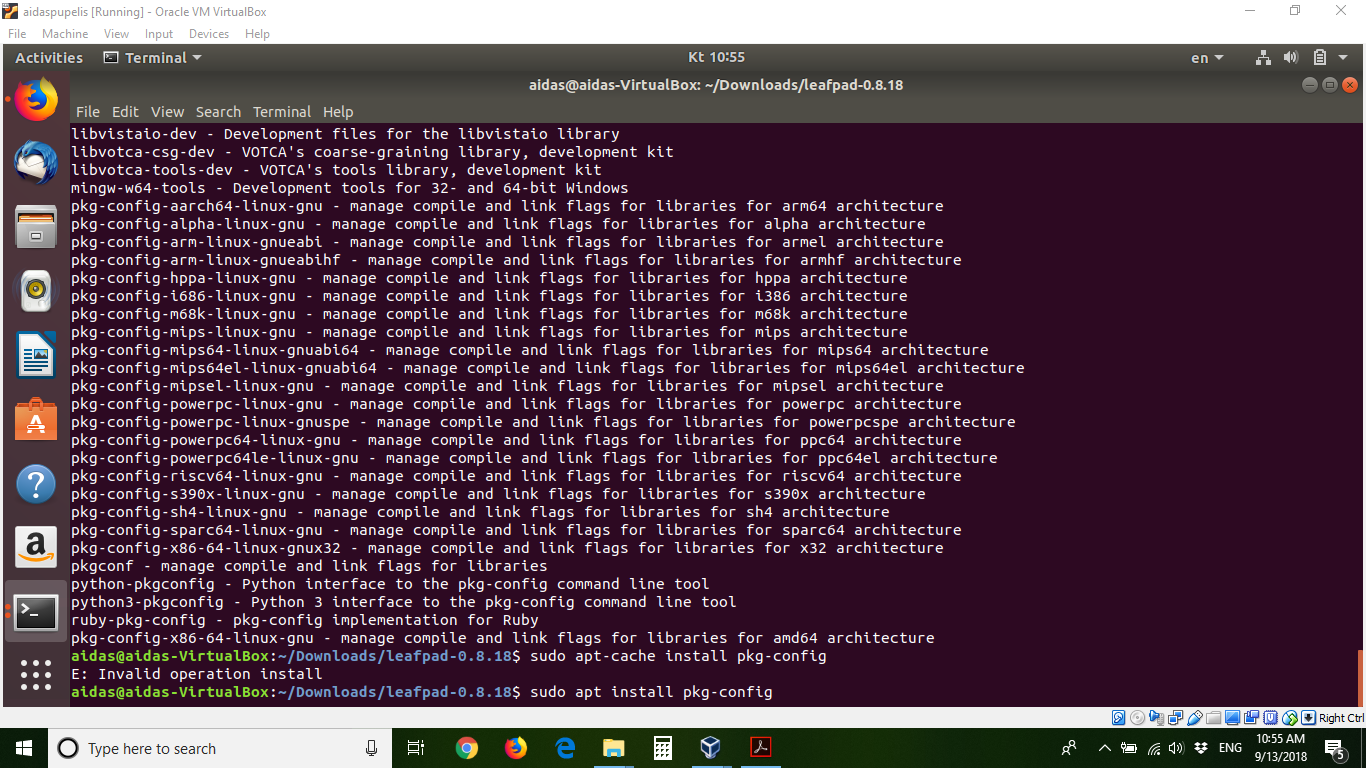 aidaspupelis [Running] - Oracle VM VirtualBox
File Machine View Input Devices Help
Activities Terminal Kt 10:55 en
aidas@aidas-VirtualBox: ~/Downloads/leafpad-0.8.18
File Edit View Search Terminal Help
libvistaio-dev - Development files for the libvistaio library
libvotca-csg-dev - VOTCA's coarse-graining library, development kit
libvotca-tools-dev - VOTCA's tools library, development kit
mingw-w64-tools - Development tools for 32- and 64-bit Windows
pkg-config-aarch64-linux-gnu - manage compile and link flags for libraries for arm64 architecture
pkg-config-alpha-linux-gnu - manage compile and link flags for libraries for alpha architecture
pkg-config-arm-linux-gnueabi - manage compile and link flags for libraries for armel architecture
pkg-config-arm-linux-gnueabihf - manage compile and link flags for libraries for armhf architecture
pkg-config-hppa-linux-gnu - manage compile and link flags for libraries for hppa architecture
pkg-config-i686-linux-gnu - manage compile and link flags for libraries for i386 architecture
pkg-config-m68k-linux-gnu - manage compile and link flags for libraries for m68k architecture
pkg-config-mips-linux-gnu - manage compile and link flags for libraries for mips architecture
pkg-config-mips64-linux-gnuabi64 - manage compile and link flags for libraries for mips64 architecture
pkg-config-mips64el-linux-gnuabi64 - manage compile and link flags for libraries for mips64el architecture
pkg-config-mipsel-linux-gnu - manage compile and link flags for libraries for mipsel architecture
pkg-config-powerpc-linux-gnu - manage compile and link flags for libraries for powerpc architecture
pkg-config-powerpc-linux-gnuspe - manage compile and link flags for libraries for powerpcspe architecture
pkg-config-powerpc64-linux-gnu - manage compile and link flags for libraries for ppc64 architecture
pkg-config-powerpc64le-linux-gnu - manage compile and link flags for libraries for ppc64el architecture
pkg-config-riscv64-linux-gnu - manage compile and link flags for libraries for riscv64 architecture
pkg-config-s390x-linux-gnu - manage compile and link flags for libraries for s390x architecture
pkg-config-sh4-linux-gnu - manage compile and link flags for libraries for sh4 architecture
pkg-config-sparc64-linux-gnu - manage compile and link flags for libraries for sparc64 architecture
pkg-config-x86-64-linux-gnux32 - manage compile and link flags for libraries for x32 architecture
pkgconf - manage compile and link flags for libraries
python-pkgconfig - Python interface to the pkg-config command line tool
python3-pkgconfig - Python 3 interface to the pkg-config command line tool
ruby-pkg-config - pkg-config implementation for Ruby
pkg-config-x86-64-linux-gnu - manage compile and link flags for libraries for amd64 architecture
aidas@aidas-VirtualBox:~/Downloads/leafpad-0.8.18$ sudo apt-cache install pkg-config
E: Invalid operation install
aidas@aidas-VirtualBox:~/Downloads/leafpad-0.8.18$ sudo apt install pkg-config
Right Ctrl
Type here to search
ENG
10:55 AM
9/13/2018
5